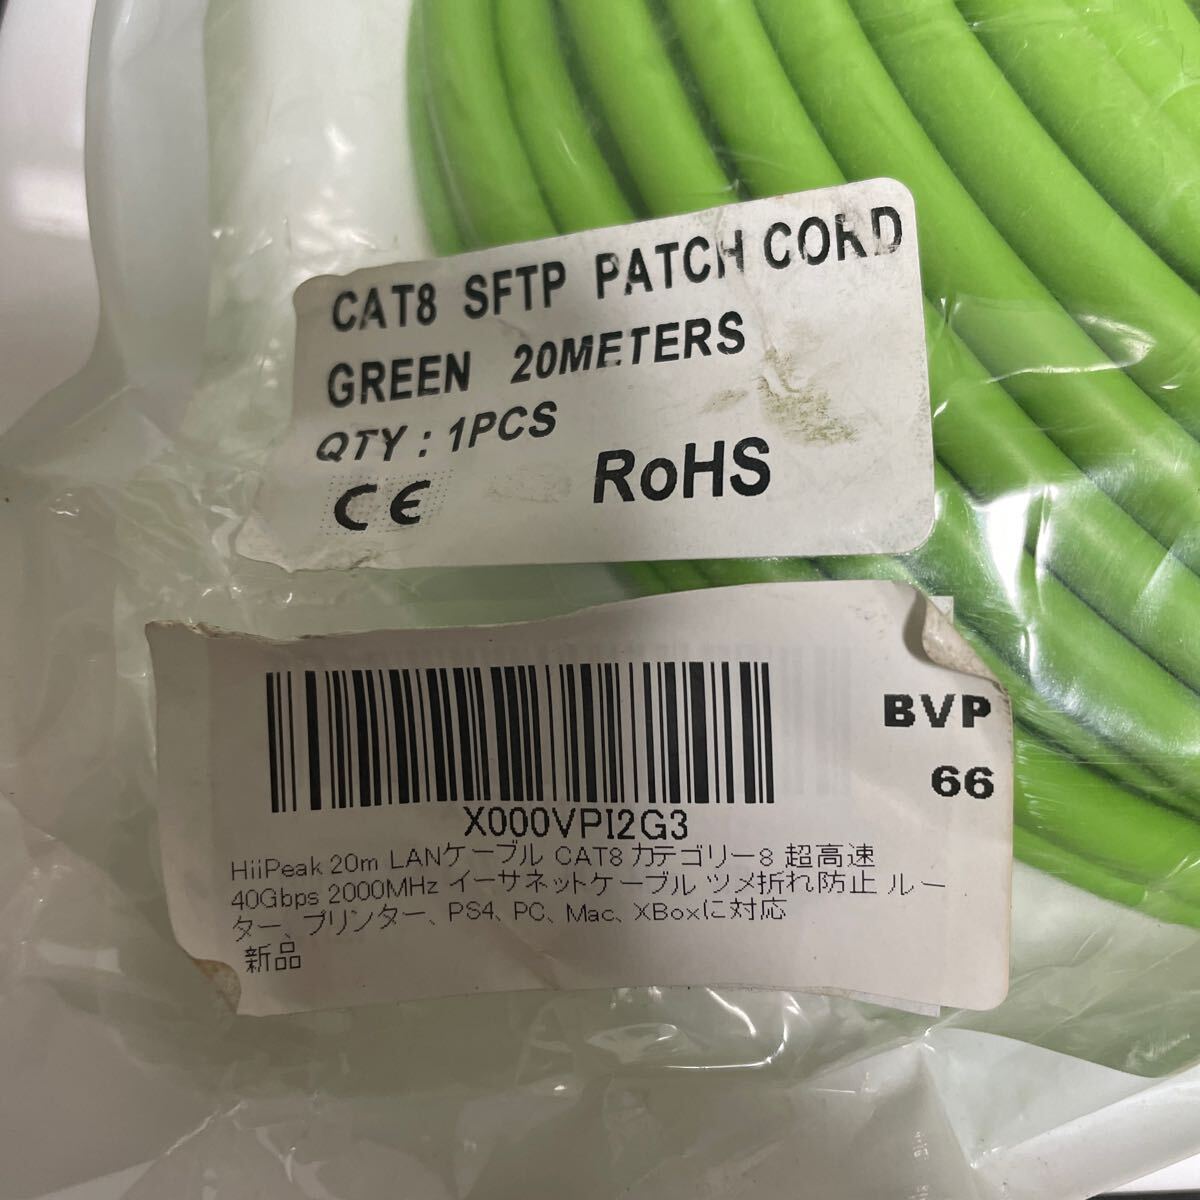 CAT8 SFTP PATCH CORD
GREEN 20METERS
QTY : 1PCS
CE RoHS
BVP
66
X000VPI2G3
HiiPeak 20m LANケーブル CAT8 カテゴリー8 超高速
40Gbps 2000MHz イーサネットケーブル ツメ折れ防止 ルー
ター、プリンター、PS4、PC、Mac、XBoxに対応
新品